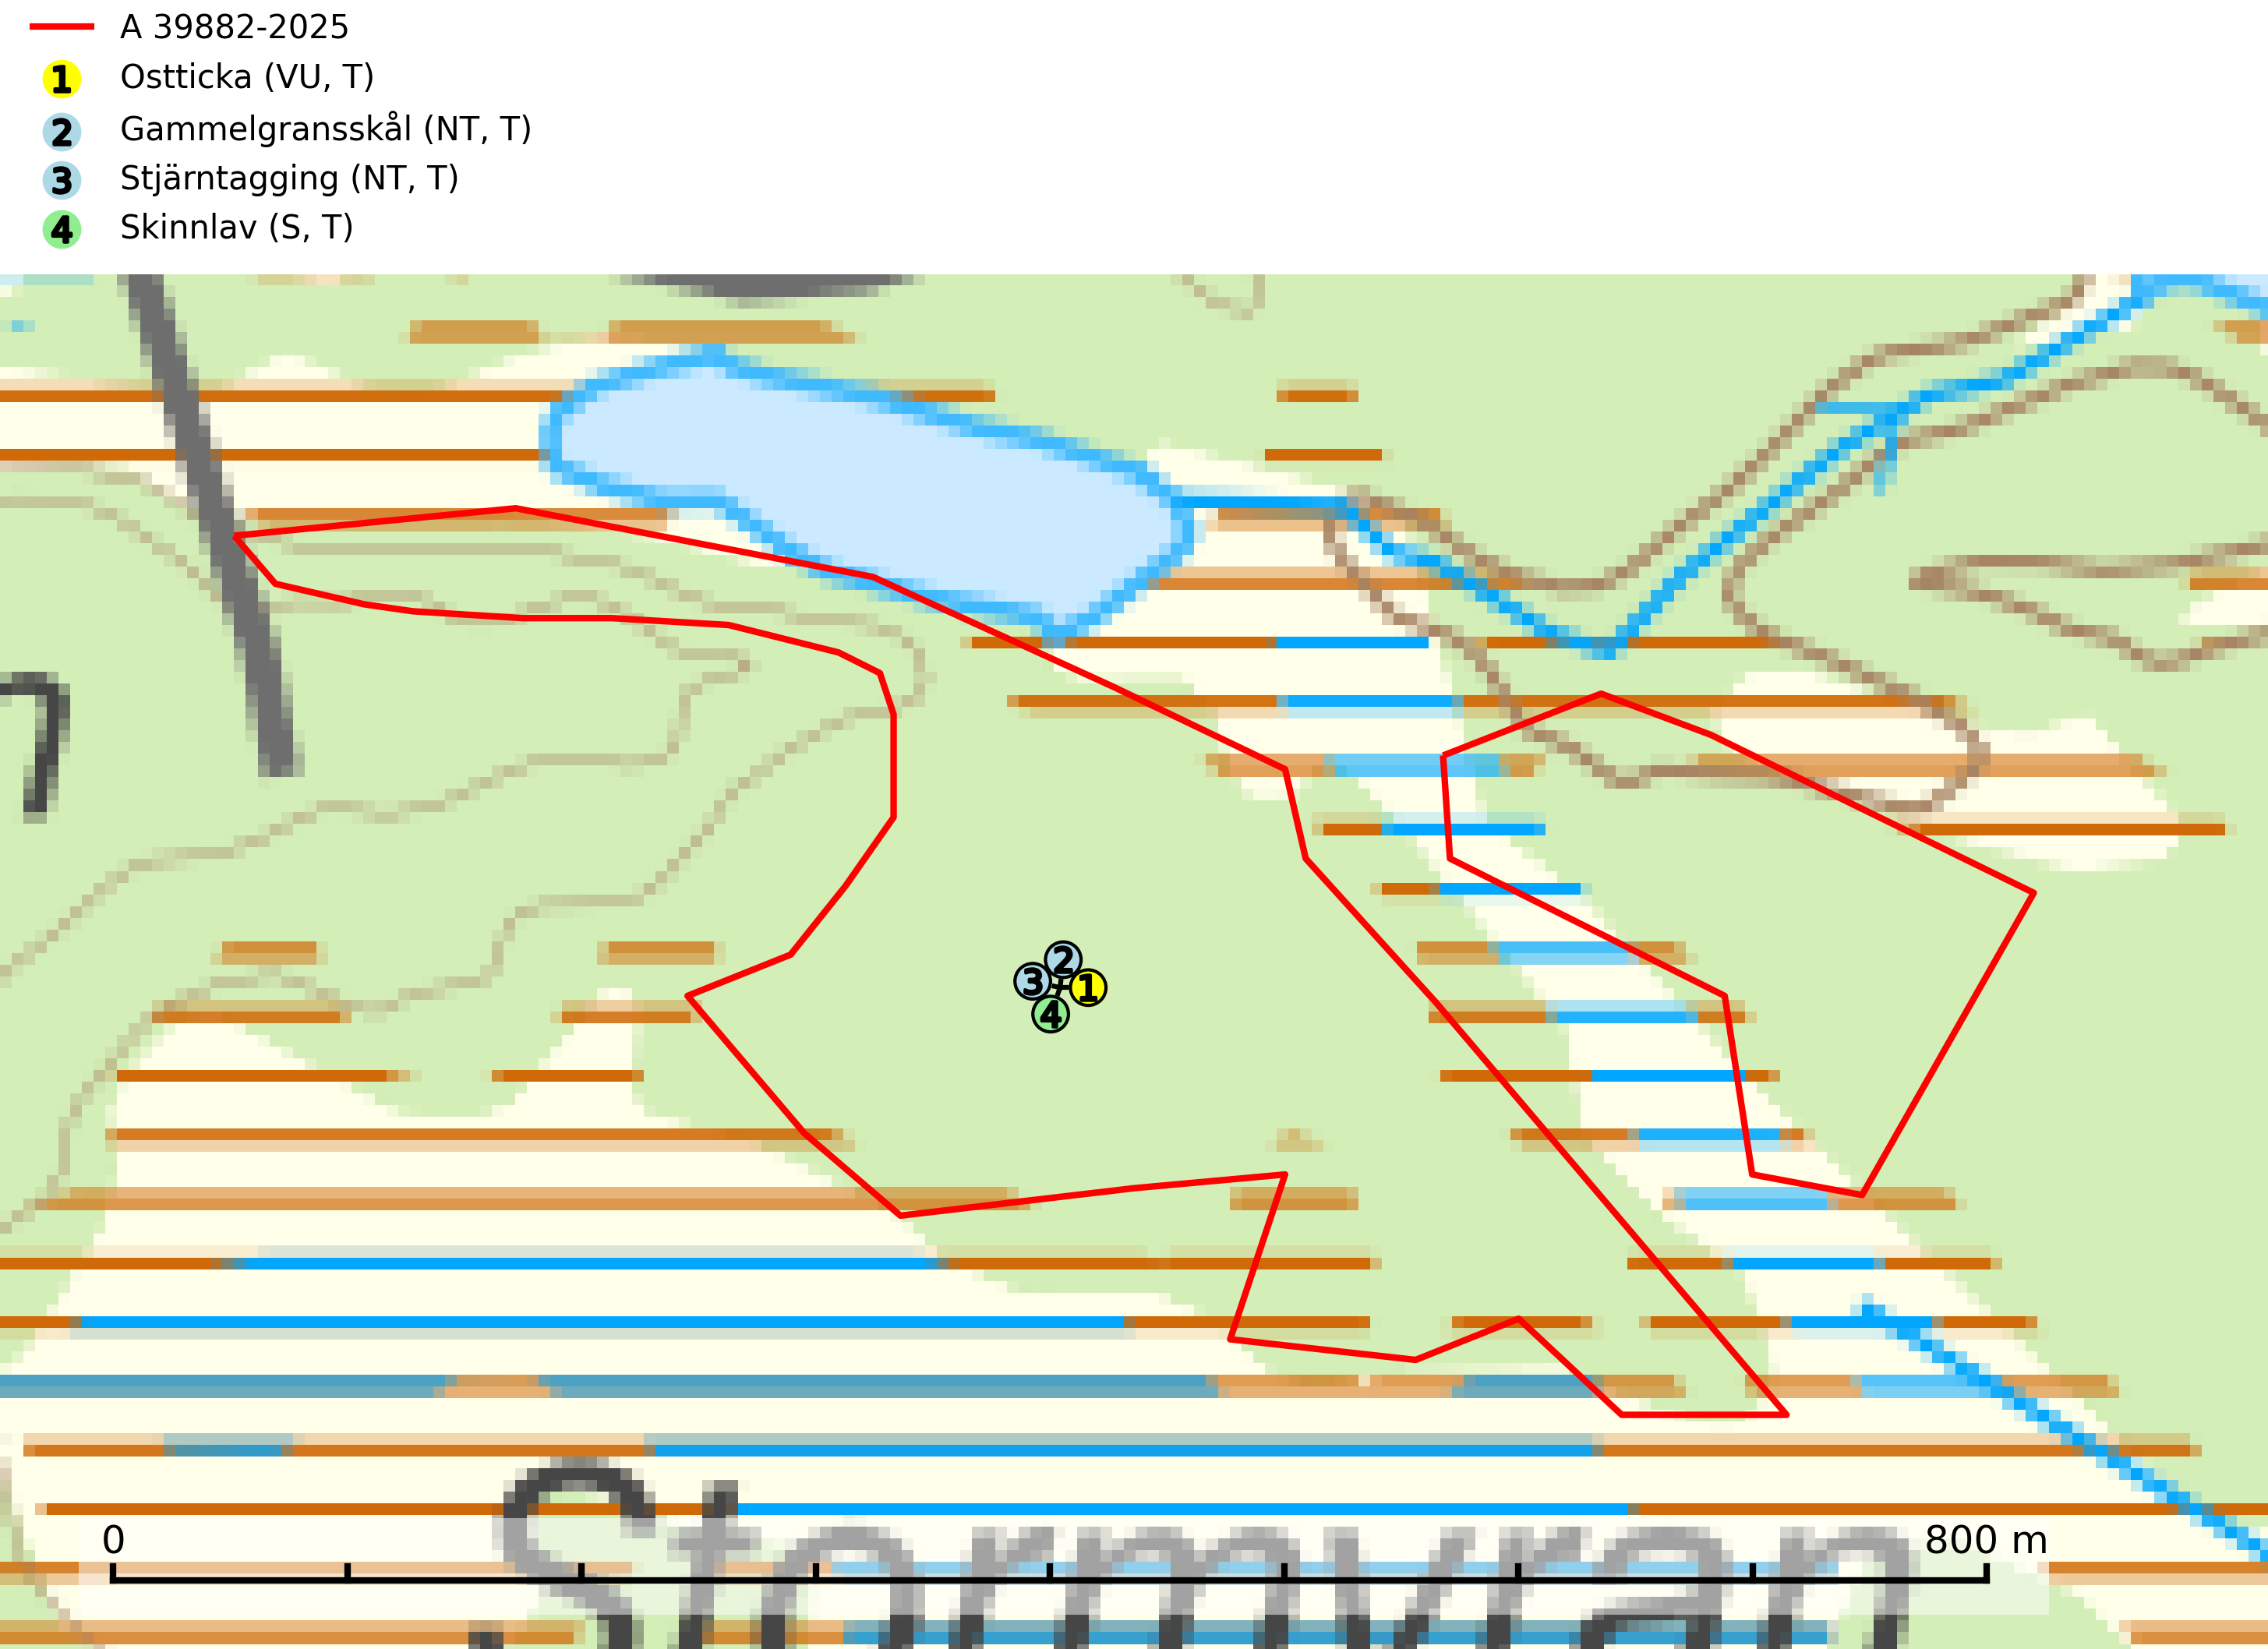 A 39882-2025
1 Ostticka (VU, T)
2 Gammelgransskål (NT, T)
3 Stjärntagging (NT, T)
4 Skinnlav (S, T)
2
3 1
4
0 800 m